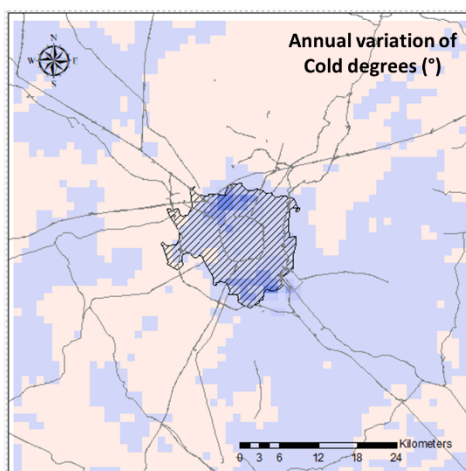 Annual variation of
Cold degrees (°)
N
W E
S
Kilometers
0 3 6 12 18 24